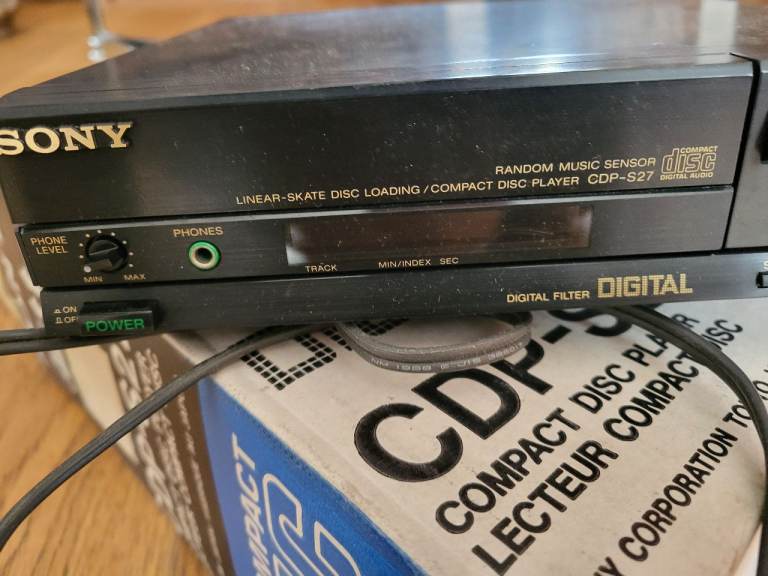 SONY
RANDOM MUSIC SENSOR
COMPACT
disc
DIGITAL AUDIO
LINEAR-SKATE DISC LOADING / COMPACT DISC PLAYER CDP-S27
PHONE
LEVEL
MIN
MAX
PHONES
TRACK
MIN/INDEX
SEC
ON
OFF
POWER
DIGITAL FILTER DIGITAL
CDP-S
COMPACT DISC PLAYER
LECTEUR COMPACT DISC
CORPORATION